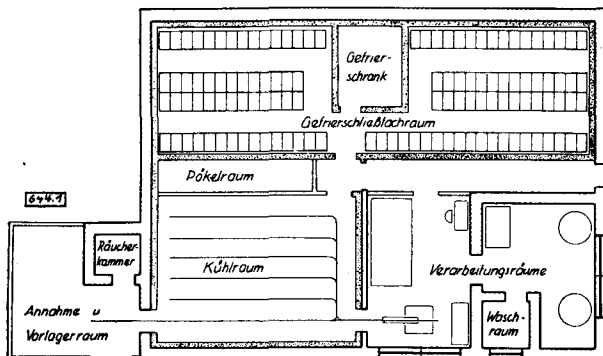 Gefrier-
schrank
Gefrierschließfachraum
Pökelraum
644.1
Räucher-
kammer
Kühlraum
Verarbeitungsräume
Annahme u
Vorlagerraum
Wasch-
raum